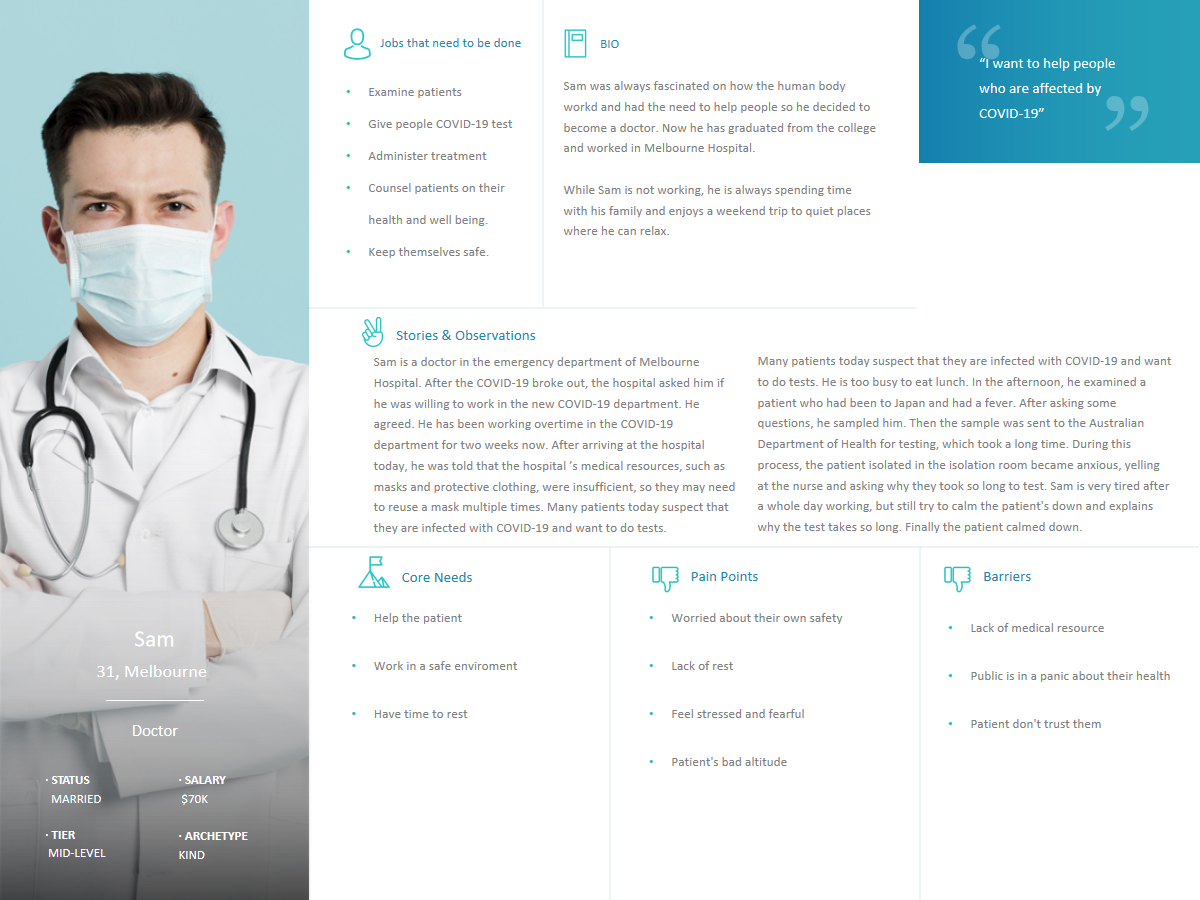 Jobs that need to be done
• Examine patients
• Give people COVID-19 test
• Administer treatment
• Counsel patients on their
health and well being.
• Keep themselves safe.
BIO
Sam was always fascinated on how the human body
workd and had the need to help people so he decided to
become a doctor. Now he has graduated from the college
and worked in Melbourne Hospital.
While Sam is not working, he is always spending time
with his family and enjoys a weekend trip to quiet places
where he can relax.
“I want to help people
who are affected by
COVID-19”
Stories & Observations
Sam is a doctor in the emergency department of Melbourne
Hospital. After the COVID-19 broke out, the hospital asked him if
he was willing to work in the new COVID-19 department. He
agreed. He has been working overtime in the COVID-19
department for two weeks now. After arriving at the hospital
today, he was told that the hospital ’s medical resources, such as
masks and protective clothing, were insufficient, so they may need
to reuse a mask multiple times. Many patients today suspect that
they are infected with COVID-19 and want to do tests.
Many patients today suspect that they are infected with COVID-19 and want
to do tests. He is too busy to eat lunch. In the afternoon, he examined a
patient who had been to Japan and had a fever. After asking some
questions, he sampled him. Then the sample was sent to the Australian
Department of Health for testing, which took a long time. During this
process, the patient isolated in the isolation room became anxious, yelling
at the nurse and asking why they took so long to test. Sam is very tired after
a whole day working, but still try to calm the patient's down and explains
why the test takes so long. Finally the patient calmed down.
Sam
31, Melbourne
Doctor
· STATUS
MARRIED
· SALARY
$70K
· TIER
MID-LEVEL
· ARCHETYPE
KIND
Core Needs
• Help the patient
• Work in a safe enviroment
• Have time to rest
Pain Points
• Worried about their own safety
• Lack of rest
• Feel stressed and fearful
• Patient's bad altitude
Barriers
• Lack of medical resource
• Public is in a panic about their health
• Patient don't trust them